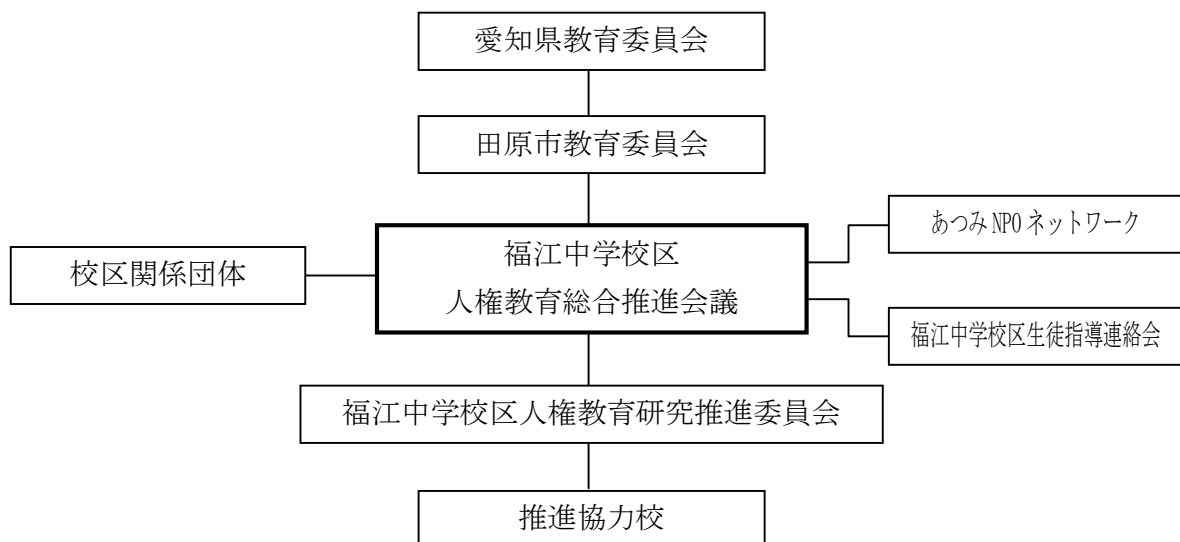 愛知県教育委員会
田原市教育委員会
あつみNPOネットワーク
校区関係団体
福江中学校区
人権教育総合推進会議
福江中学校区生徒指導連絡会
福江中学校区人権教育研究推進委員会
推進協力校